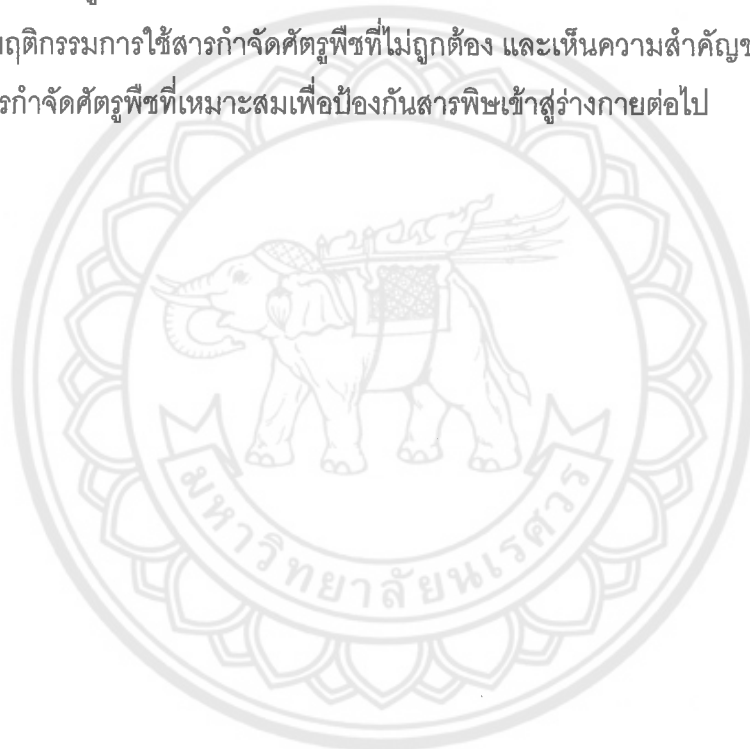 พฤติกรรมการใช้สารกำจัดศัตรูพืชที่ไม่ถูกต้อง และเห็นความสำคัญ
กำจัดศัตรูพืชที่เหมาะสมเพื่อป้องกันสารพิษเข้าสู่ร่างกายต่อไป
มหาวิทยาลัยนเรศวร